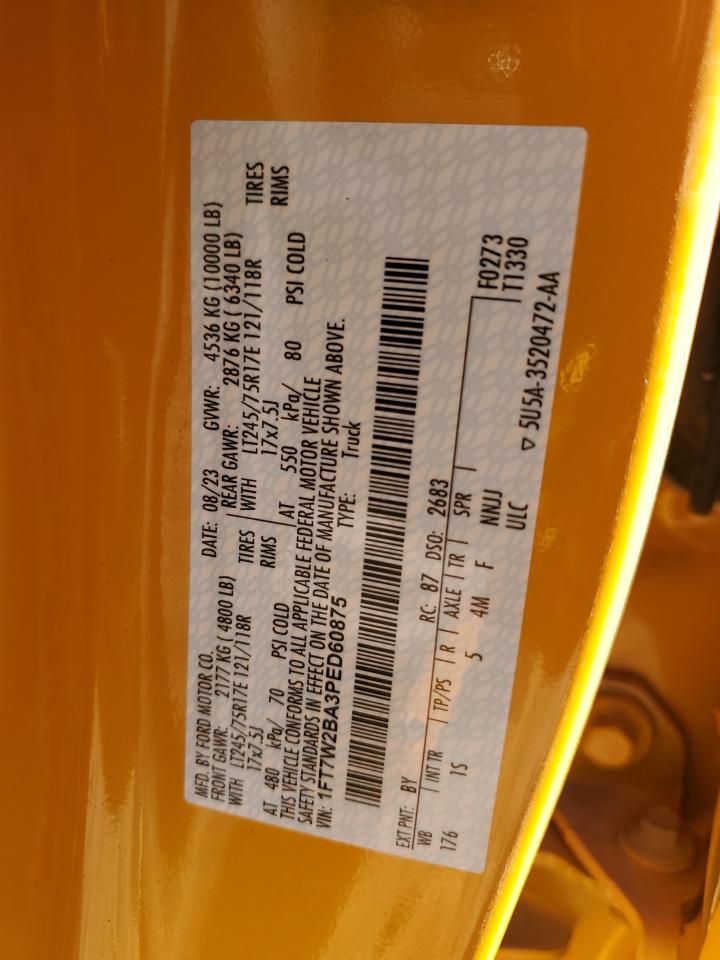 MFD. BY FORD MOTOR CO.
DATE: 08/23 GVWR: 4536 KG (10000 LB)
FRONT GAWR: 2177 KG ( 4800 LB) REAR GAWR: 2876 KG ( 6340 LB)
WITH LT245/75R17E 121/118R TIRES WITH LT245/75R17E 121/118R TIRES
17x7.5J RIMS 17x7.5J RIMS
AT 480 kPa/ 70 PSI COLD AT 550 kPa/ 80 PSI COLD
THIS VEHICLE CONFORMS TO ALL APPLICABLE FEDERAL MOTOR VEHICLE
SAFETY STANDARDS IN EFFECT ON THE DATE OF MANUFACTURE SHOWN ABOVE.
VIN: 1FT7W2BA3PED60875 TYPE: Truck
EXT PNT: BY RC: 87 DSO: 2683
WB INT TR TP/PS R AXLE TR SPR F0273
176 1S 5 4M F NNJJ T1330
ULC
▽ 5U5A-3520472-AA